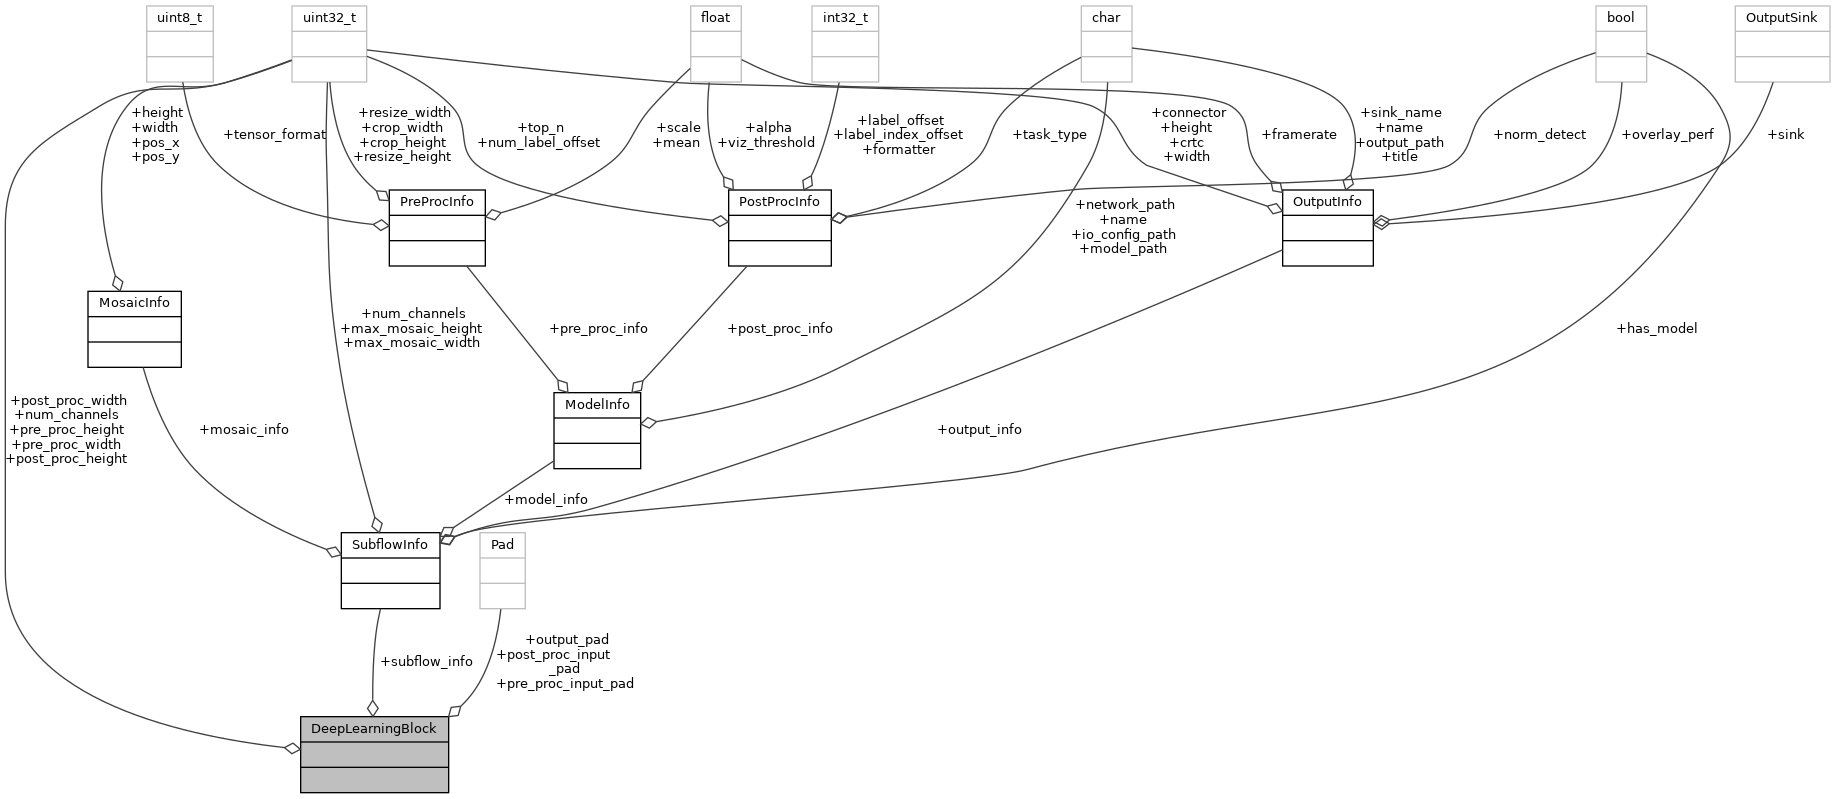 uint8_t
uint32_t
float
int32_t
char
bool
OutputSink
+height
+width
+pos_x
+pos_y
+tensor_format
+resize_width
+crop_width
+crop_height
+resize_height
+top_n
+num_label_offset
+scale
+mean
+alpha
+viz_threshold
+label_offset
+label_index_offset
+formatter
+task_type
+connector
+height
+crtc
+width
+framerate
+sink_name
+name
+output_path
+title
+norm_detect
+overlay_perf
+sink
PreProcInfo
PostProcInfo
OutputInfo
+network_path
+name
+io_config_path
+model_path
MosaicInfo
+num_channels
+max_mosaic_height
+max_mosaic_width
+pre_proc_info
+post_proc_info
+has_model
+post_proc_width
+num_channels
+pre_proc_height
+pre_proc_width
+post_proc_height
+mosaic_info
ModelInfo
+output_info
+model_info
SubflowInfo
Pad
+subflow_info
+output_pad
+post_proc_input
_pad
+pre_proc_input_pad
DeepLearningBlock